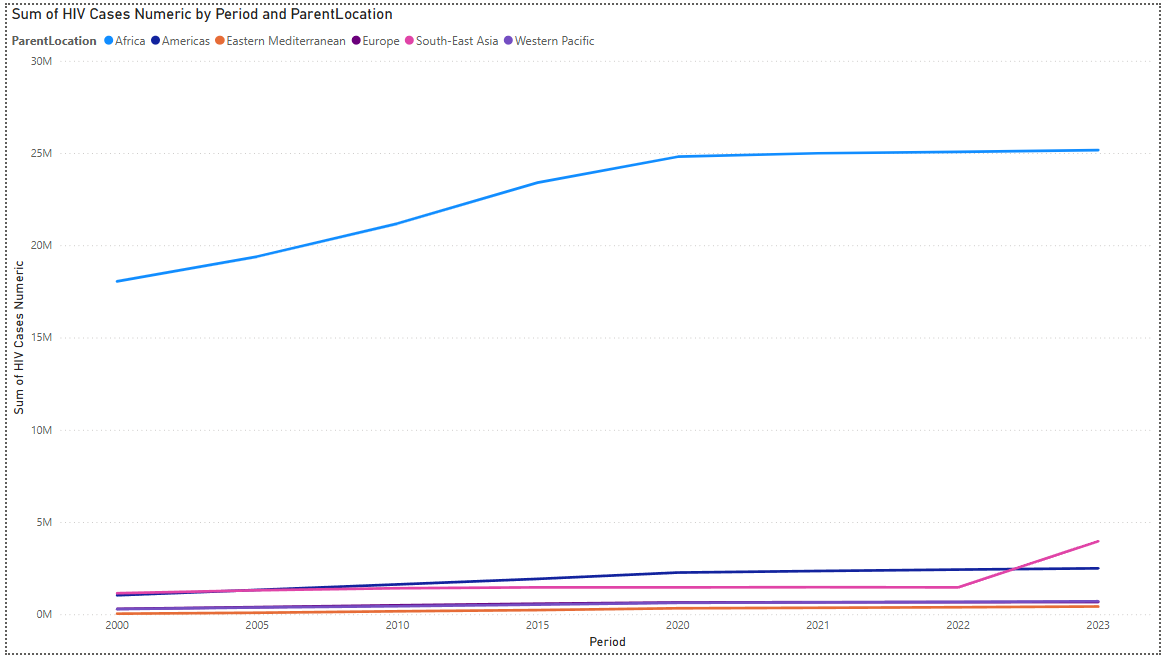 Sum of HIV Cases Numeric by Period and ParentLocation
ParentLocation Africa Americas Eastern Mediterranean Europe South-East Asia Western Pacific
30M
25M
20M
15M
10M
5M
0M
Sum of HIV Cases Numeric
2000 2005 2010 2015 2020 2021 2022 2023
Period